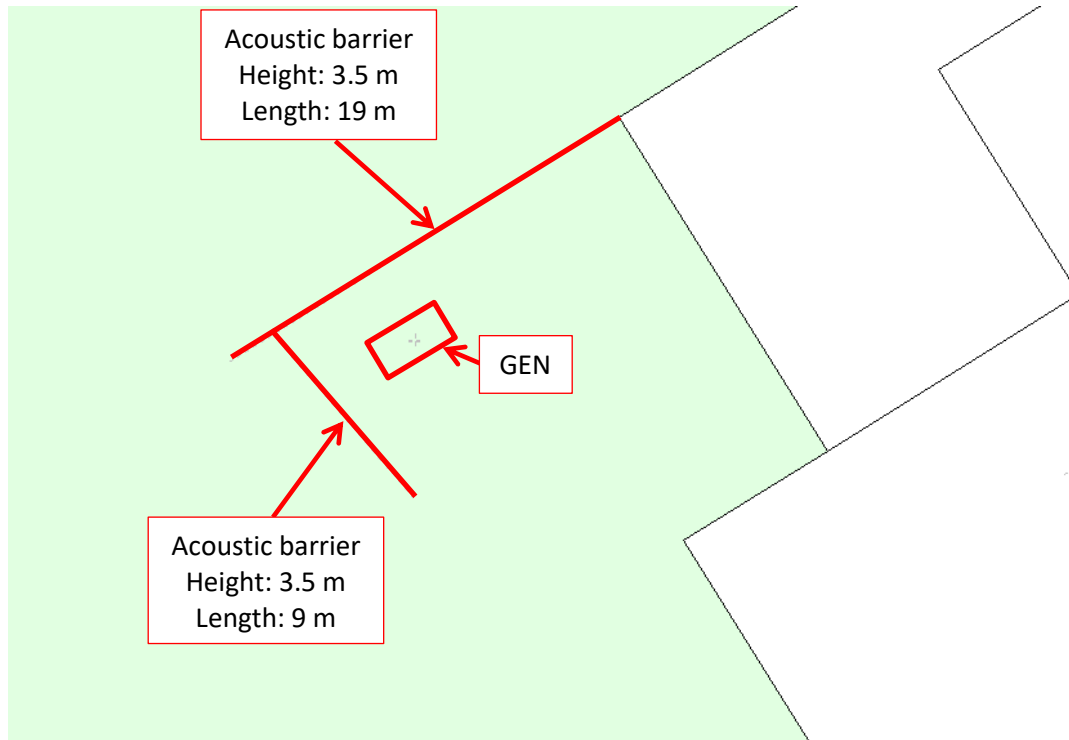 Acoustic barrier
Height: 3.5 m
Length: 19 m
GEN
Acoustic barrier
Height: 3.5 m
Length: 9 m